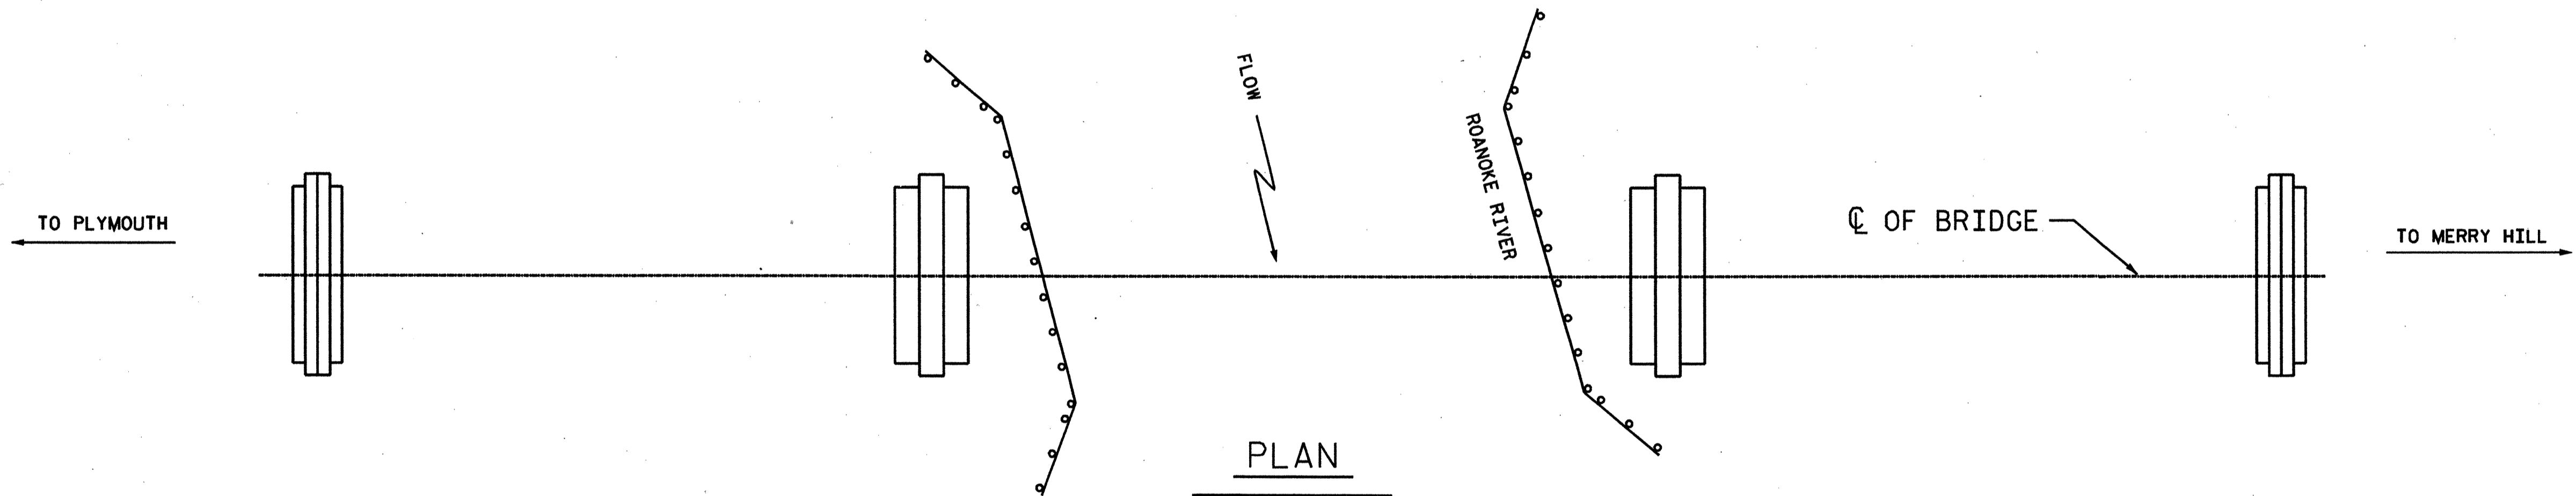 FLOW
ROANOKE RIVER
TO PLYMOUTH
℄ OF BRIDGE
TO MERRY HILL
PLAN